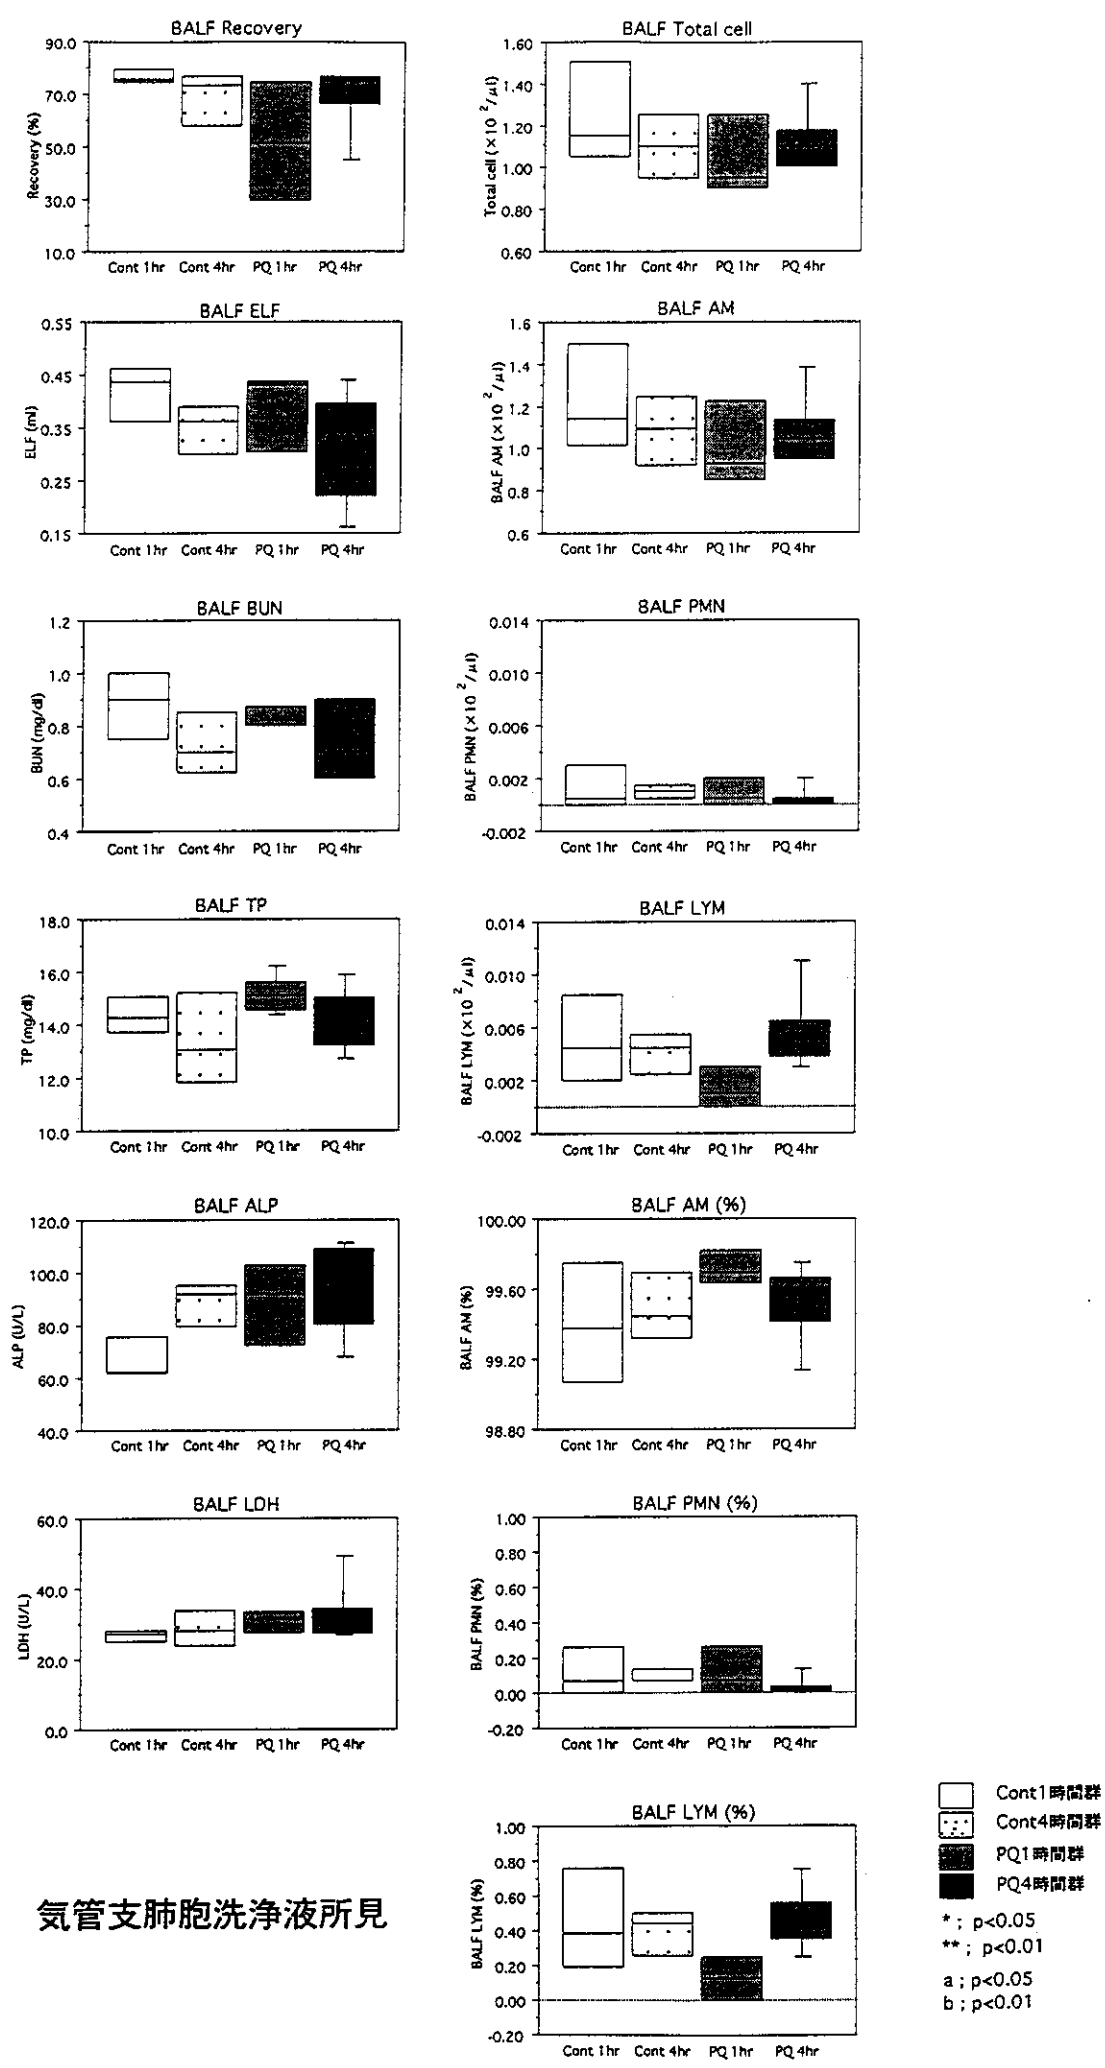 BALF Recovery
90.0
70.0
50.0
30.0
10.0
Recovery (%)
Cont 1hr Cont 4hr PQ 1hr PQ 4hr
BALF Total cell
1.60
1.40
1.20
1.00
0.80
0.60
Total cell (×10²/μl)
Cont 1hr Cont 4hr PQ 1hr PQ 4hr
BALF ELF
0.55
0.45
0.35
0.25
0.15
ELF (ml)
Cont 1hr Cont 4hr PQ 1hr PQ 4hr
BALF AM
1.6
1.4
1.2
1.0
0.8
0.6
BALF AM (×10²/μl)
Cont 1hr Cont 4hr PQ 1hr PQ 4hr
BALF BUN
1.2
1.0
0.8
0.6
0.4
BUN (mg/dl)
Cont 1hr Cont 4hr PQ 1hr PQ 4hr
BALF PMN
0.014
0.010
0.006
0.002
-0.002
BALF PMN (×10²/μl)
Cont 1hr Cont 4hr PQ 1hr PQ 4hr
BALF TP
18.0
16.0
14.0
12.0
10.0
TP (mg/dl)
Cont 1hr Cont 4hr PQ 1hr PQ 4hr
BALF LYM
0.014
0.010
0.006
0.002
-0.002
BALF LYM (×10²/μl)
Cont 1hr Cont 4hr PQ 1hr PQ 4hr
BALF ALP
120.0
100.0
80.0
60.0
40.0
ALP (U/L)
Cont 1hr Cont 4hr PQ 1hr PQ 4hr
BALF AM (%)
100.00
99.60
99.20
98.80
BALF AM (%)
Cont 1hr Cont 4hr PQ 1hr PQ 4hr
BALF LDH
60.0
40.0
20.0
0.0
LDH (U/L)
Cont 1hr Cont 4hr PQ 1hr PQ 4hr
BALF PMN (%)
1.00
0.80
0.60
0.40
0.20
0.00
-0.20
BALF PMN (%)
Cont 1hr Cont 4hr PQ 1hr PQ 4hr
BALF LYM (%)
1.00
0.80
0.60
0.40
0.20
0.00
-0.20
BALF LYM (%)
Cont 1hr Cont 4hr PQ 1hr PQ 4hr
気管支肺胞洗浄液所見
Cont1時間群
Cont4時間群
PQ1時間群
PQ4時間群
* ; p<0.05
** ; p<0.01
a ; p<0.05
b ; p<0.01